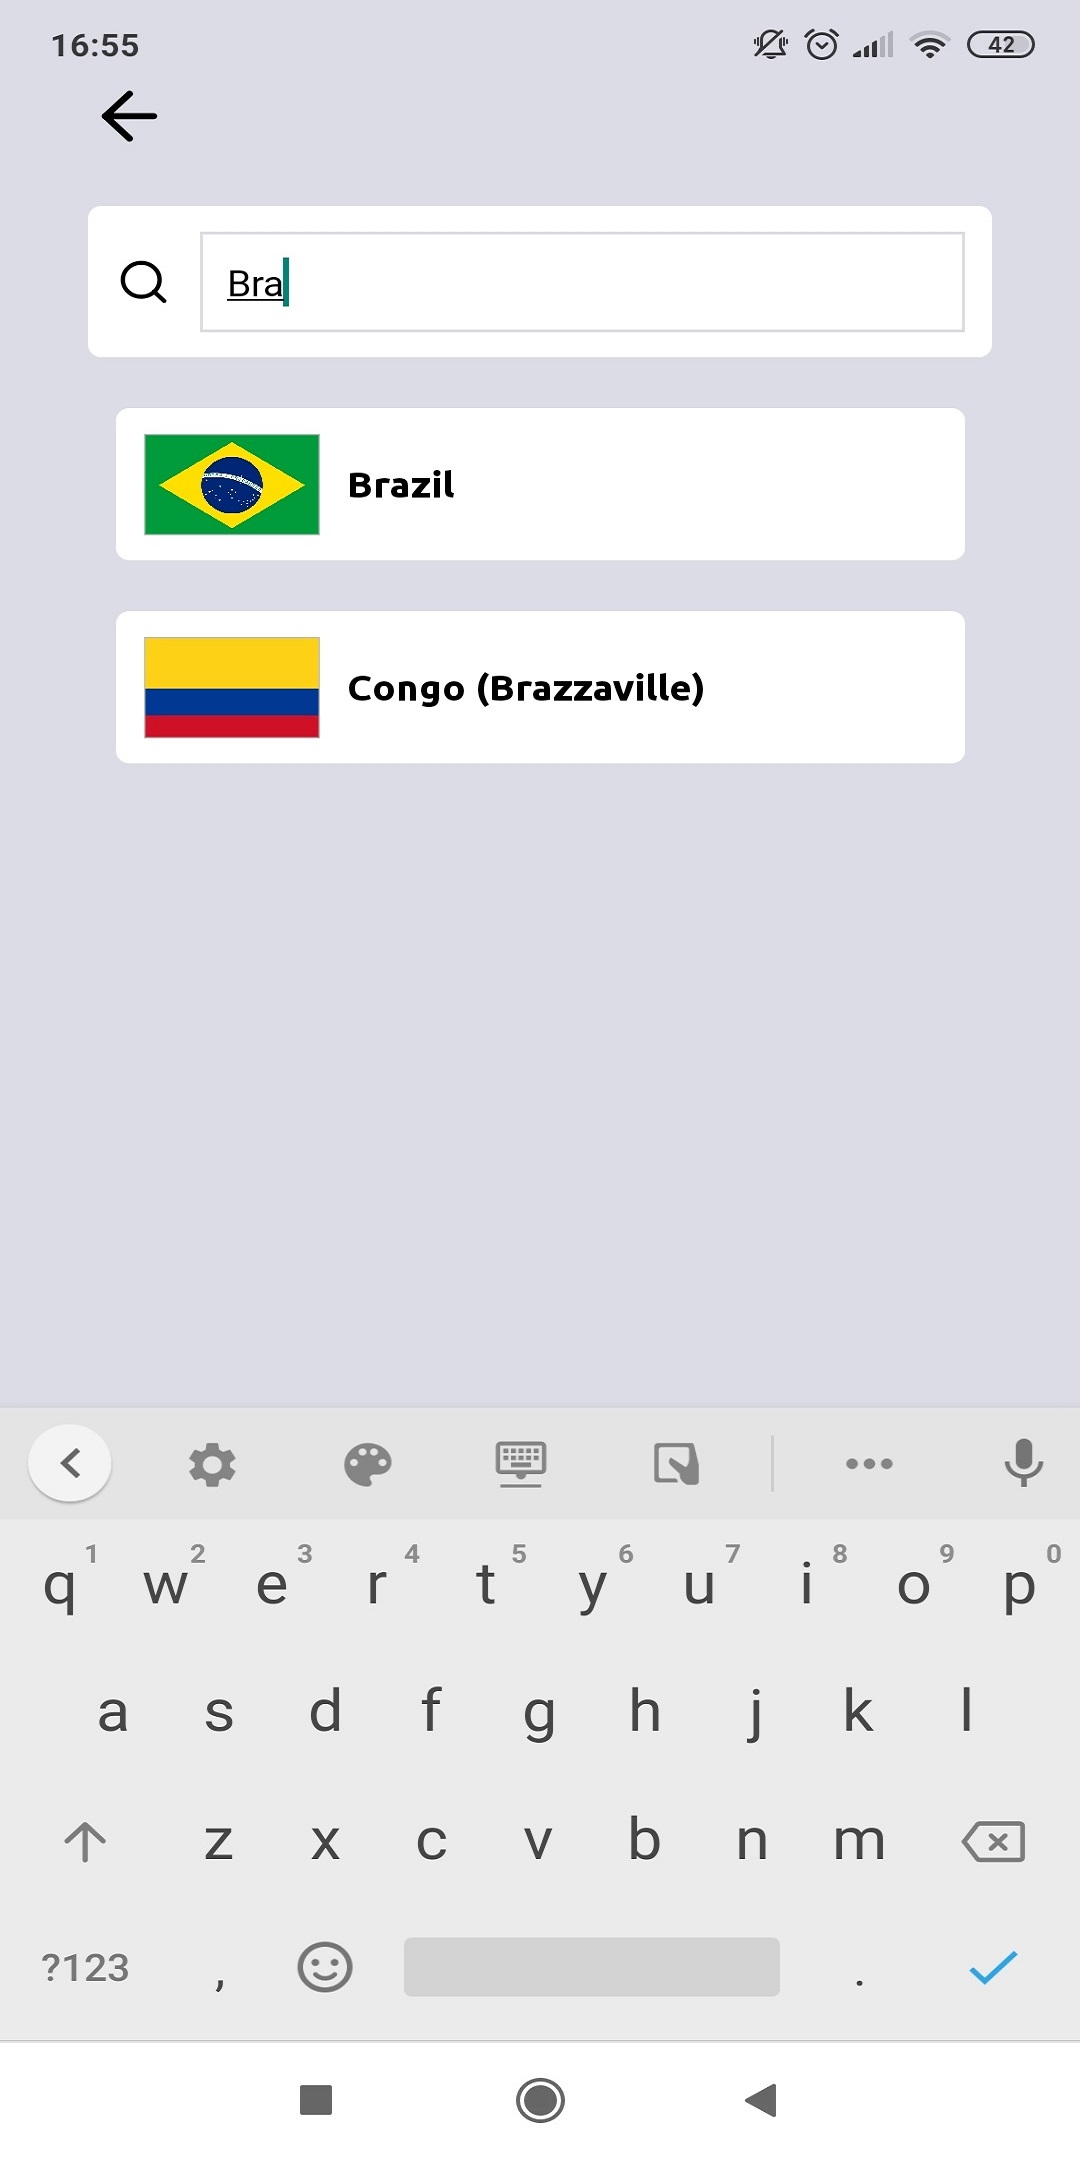 16:55
42
Bra
Brazil
Congo (Brazzaville)
1 2 3 4 5 6 7 8 9 0
q w e r t y u i o p
a s d f g h j k l
z x c v b n m
?123 , .